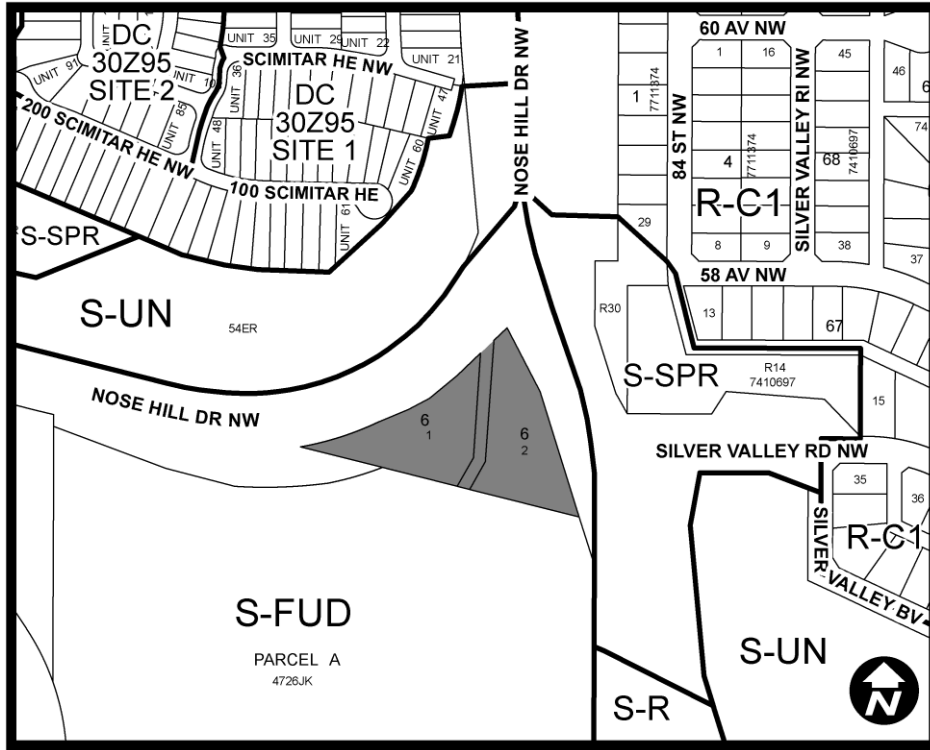 60 AV NW
UNIT 35
UNIT 29
UNIT 22
UNIT 21
DC
30Z95
SITE 2
UNIT 91
UNIT 10
UNIT 85
200 SCIMITAR HE NW
SCIMITAR HE NW
UNIT 36
DC
30Z95
SITE 1
UNIT 47
UNIT 48
UNIT 60
UNIT 61
100 SCIMITAR HE
NOSE HILL DR NW
1
7711374
84 ST NW
1
16
4
7711374
R-C1
8
9
SILVER VALLEY RI NW
45
68
7410697
38
46
74
37
29
58 AV NW
S-SPR
S-UN
54ER
R30
13
67
S-SPR
R14
7410697
15
NOSE HILL DR NW
6
1
6
2
SILVER VALLEY RD NW
35
36
R-C1
SILVER VALLEY BV
S-FUD
PARCEL A
4726JK
S-UN
S-R
N